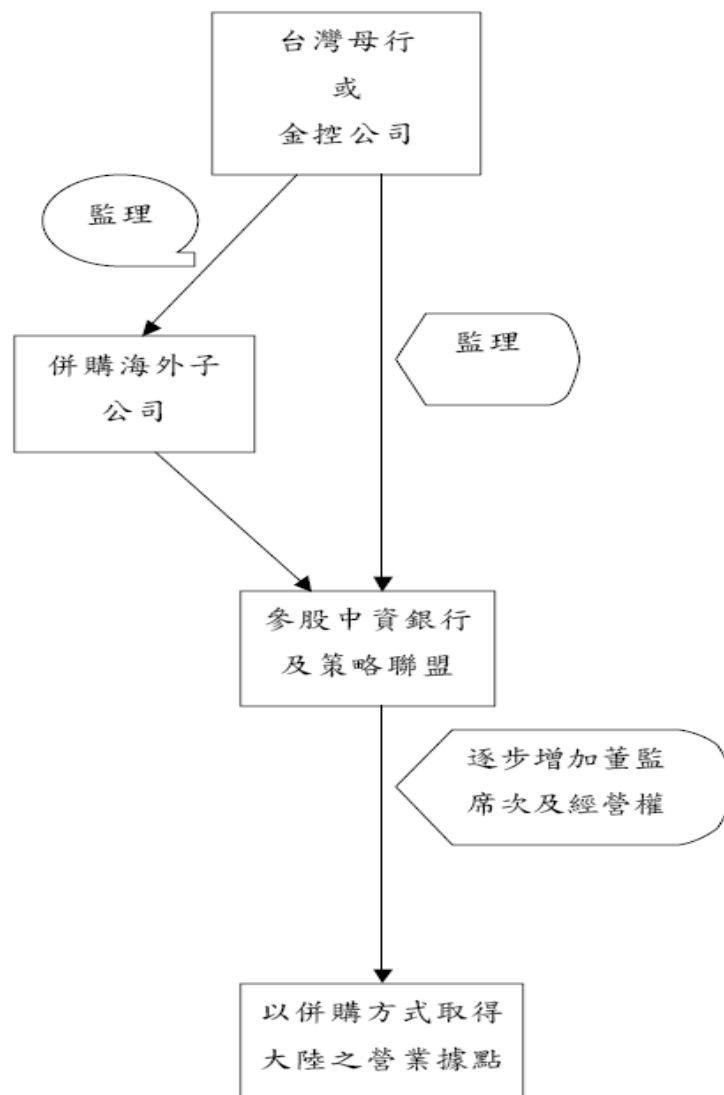 台灣母行
或
金控公司
監理
併購海外子
公司
監理
參股中資銀行
及策略聯盟
逐步增加董監
席次及經營權
以併購方式取得
大陸之營業據點